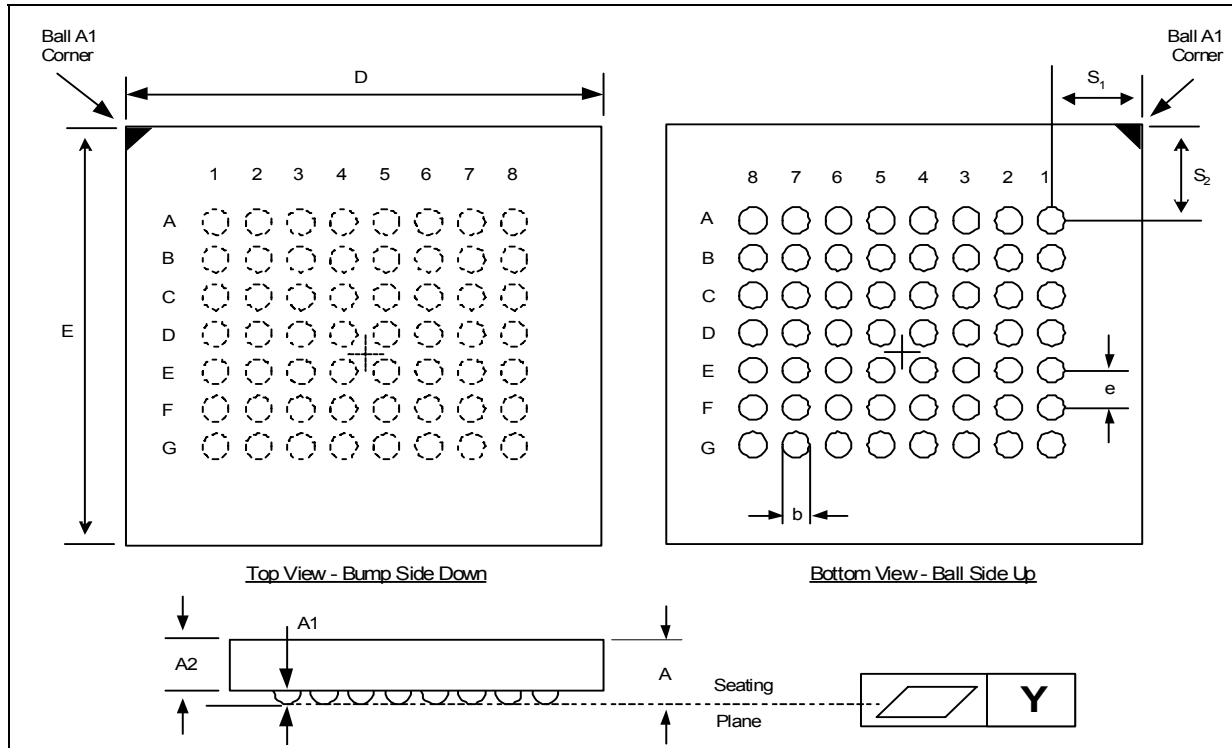 Ball A1
Corner
D
E
1 2 3 4 5 6 7 8
A
B
C
D
E
F
G
Top View - Bump Side Down
Ball A1
Corner
S1
S2
8 7 6 5 4 3 2 1
A
B
C
D
E
F
G
e
b
Bottom View - Ball Side Up
A1
A2
A
Seating
Plane
Y